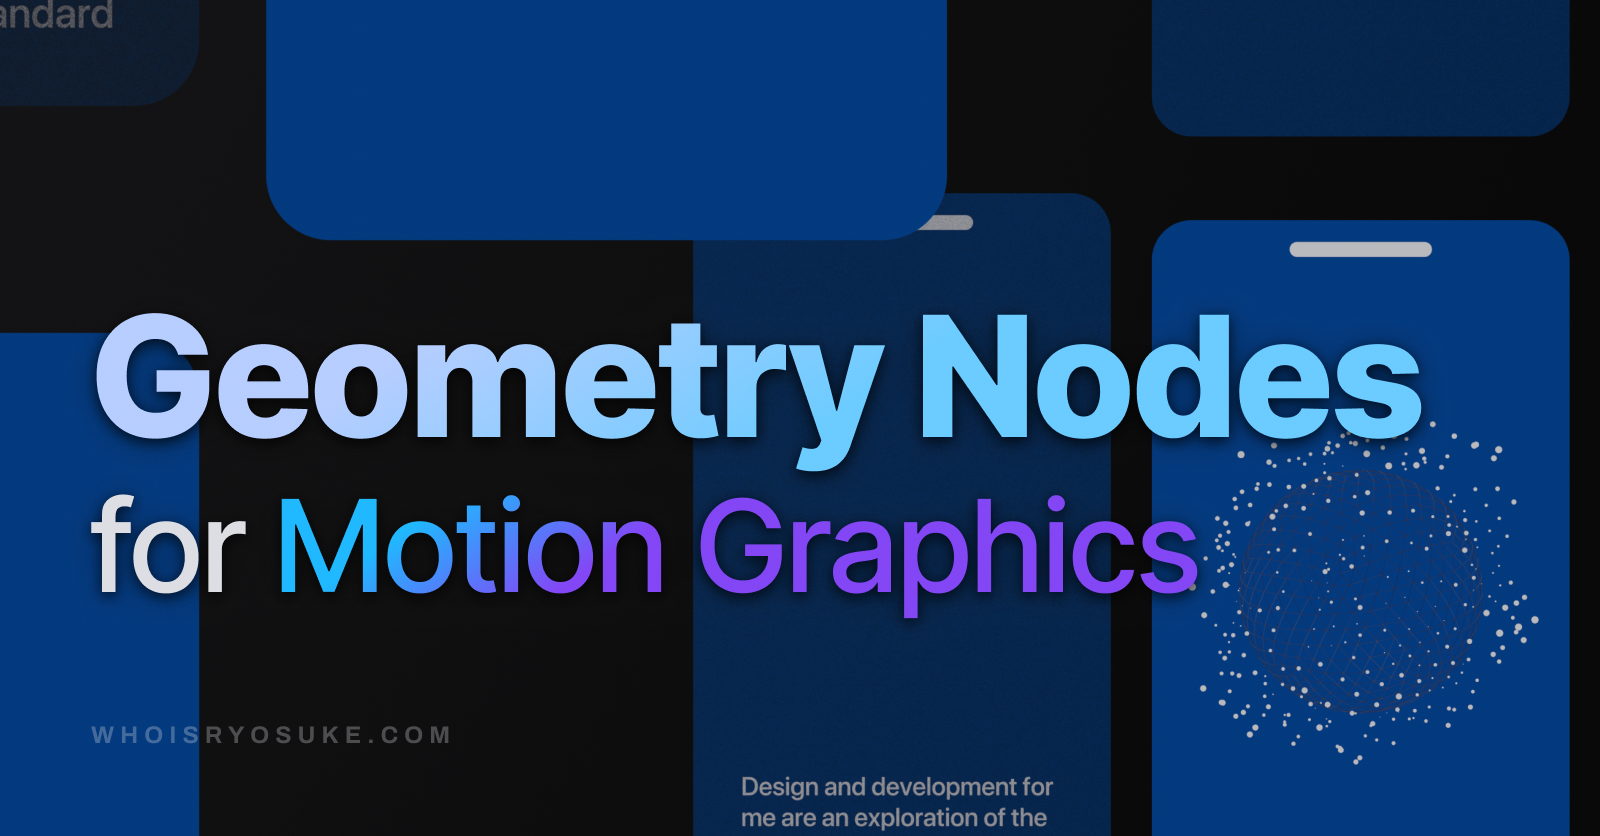 andard
Geometry Nodes
for Motion Graphics
WHOISRYOSUKE.COM
Design and development for
me are an exploration of the